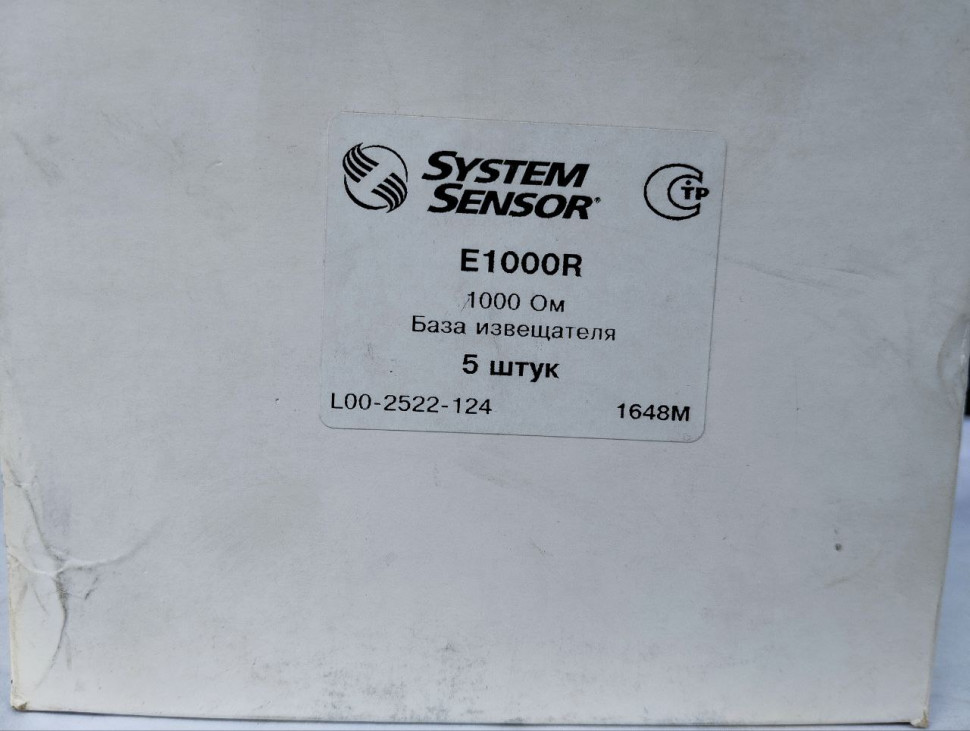 SYSTEM
SENSOR®
СТР
E1000R
1000 Ом
База извещателя
5 штук
L00-2522-124 1648M